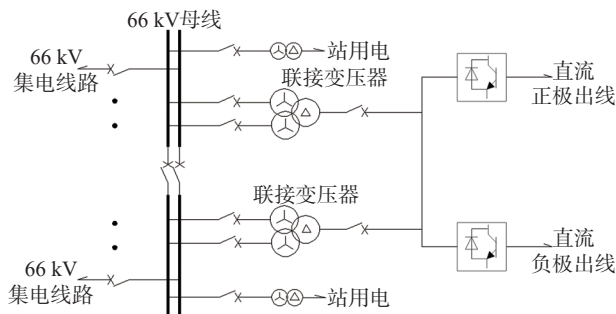 66 kV母线
66 kV
集电线路
站用电
联接变压器
直流
正极出线
联接变压器
直流
负极出线
66 kV
集电线路
站用电